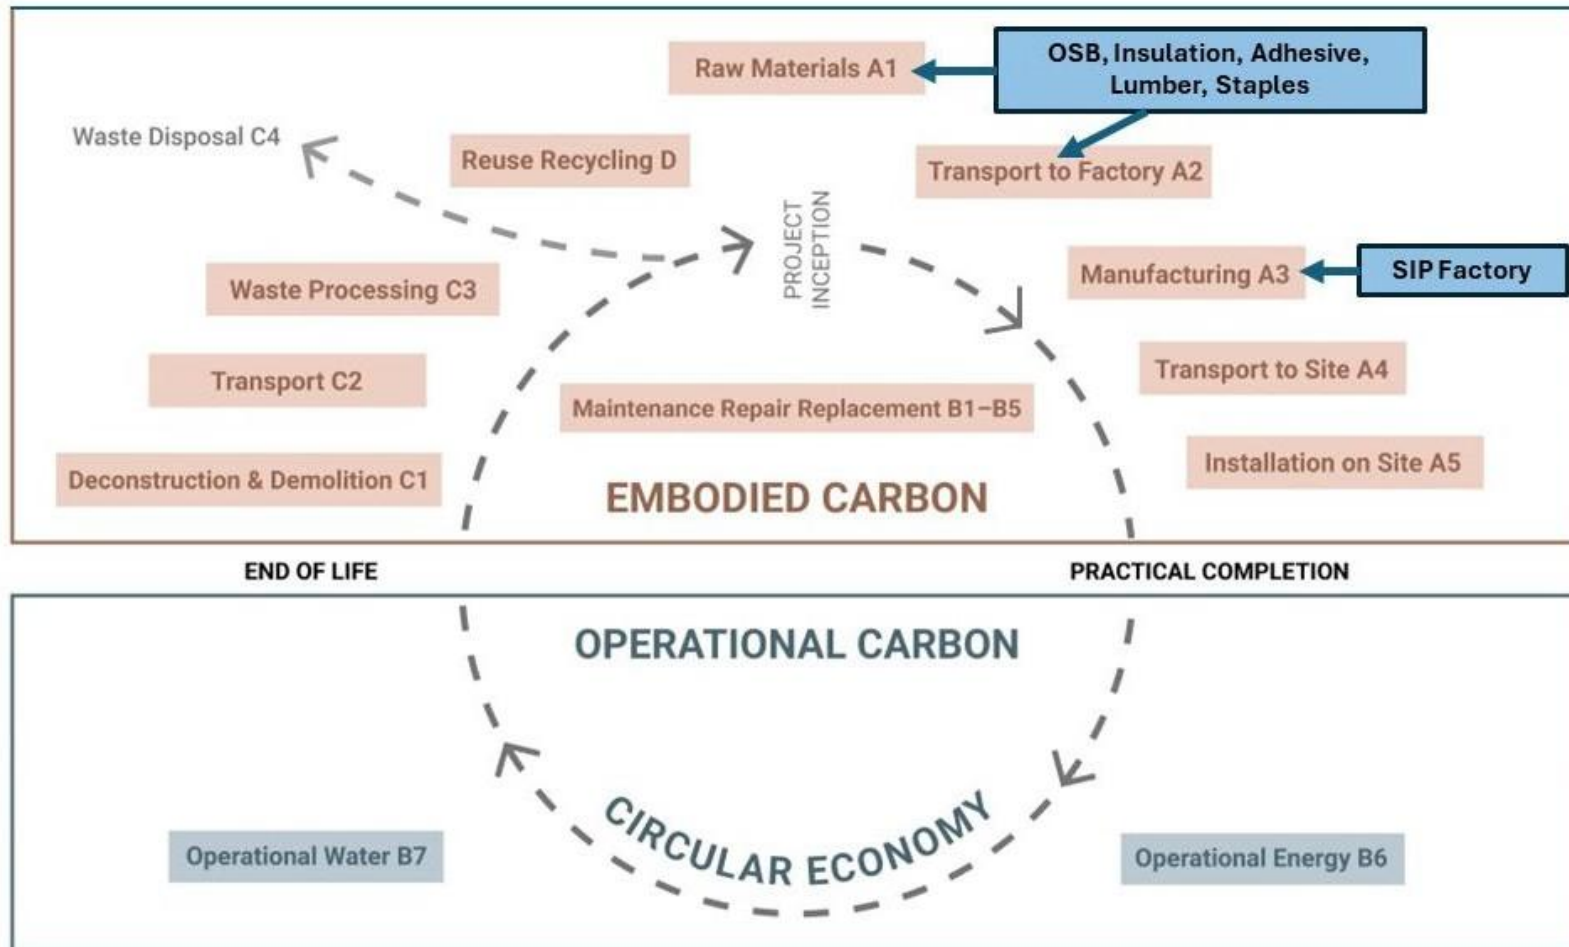 Raw Materials A1
OSB, Insulation, Adhesive,
Lumber, Staples
Waste Disposal C4
Reuse Recycling D
Transport to Factory A2
PROJECT
INCEPTION
Waste Processing C3
Manufacturing A3
SIP Factory
Transport C2
Transport to Site A4
Maintenance Repair Replacement B1–B5
Deconstruction & Demolition C1
Installation on Site A5
EMBODIED CARBON
END OF LIFE
PRACTICAL COMPLETION
OPERATIONAL CARBON
CIRCULAR ECONOMY
Operational Water B7
Operational Energy B6